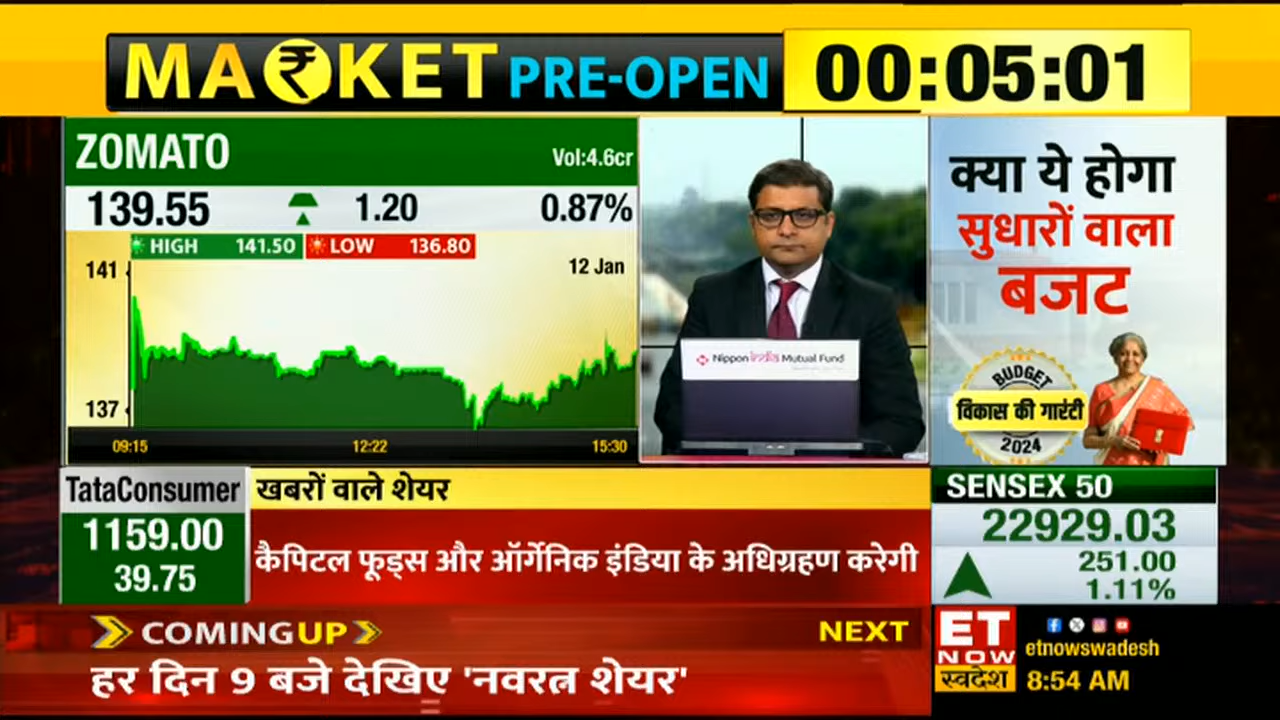 MA₹KET PRE-OPEN 00:05:01
ZOMATO Vol:4.6cr
139.55 1.20 0.87%
HIGH 141.50 LOW 136.80
141 12 Jan
137
09:15 12:22 15:30
Nippon india Mutual Fund
क्या ये होगा
सुधारों वाला
बजट
BUDGET
विकास की गारंटी
2024
TataConsumer
1159.00
39.75
खबरों वाले शेयर
कैपिटल फूड्स और ऑर्गेनिक इंडिया के अधिग्रहण करेगी
SENSEX 50
22929.03
251.00
1.11%
COMING UP NEXT
हर दिन 9 बजे देखिए 'नवरत्न शेयर'
ET
NOW
स्वदेश
etnowswadesh
8:54 AM